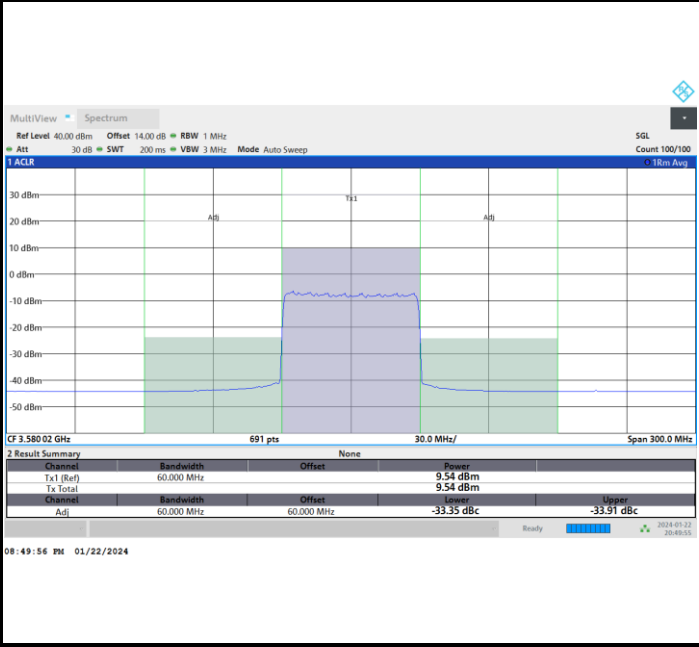 MultiView Spectrum
Ref Level 40.00 dBm Offset 14.00 dB RBW 1 MHz SGL
Att 30 dB SWT 200 ms VBW 3 MHz Mode Auto Sweep Count 100/100
1 ACLR 1Rm Avg
30 dBm
Tx1
20 dBm
Adj Adj
10 dBm
0 dBm
-10 dBm
-20 dBm
-30 dBm
-40 dBm
-50 dBm
CF 3.580 02 GHz 691 pts 30.0 MHz/ Span 300.0 MHz
2 Result Summary None
Channel Bandwidth Offset Power
Tx1 (Ref) 60.000 MHz 9.54 dBm
Tx Total 9.54 dBm
Channel Bandwidth Offset Lower Upper
Adj 60.000 MHz 60.000 MHz -33.35 dBc -33.91 dBc
Ready 2024-01-22
20:49:55
08:49:56 PM 01/22/2024